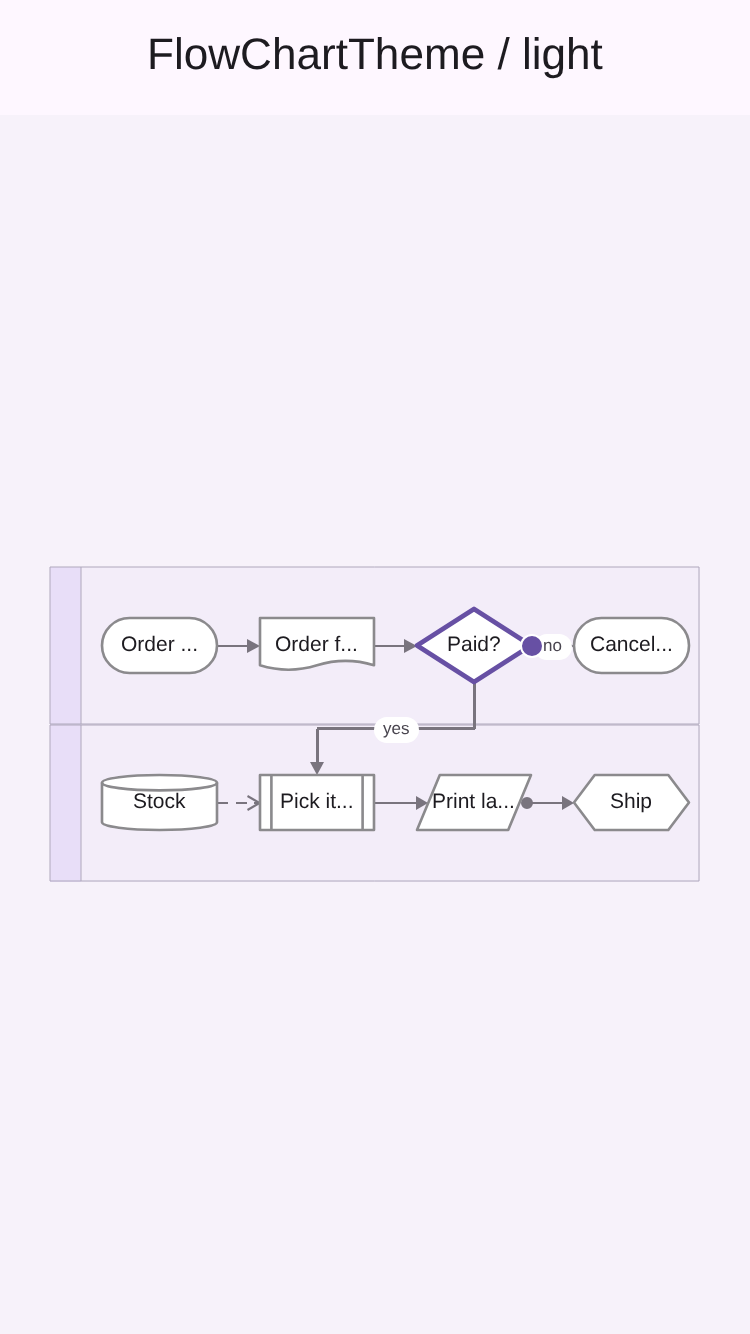 FlowChartTheme / light
Order ...
Order f...
Paid?
no
Cancel...
yes
Stock
Pick it...
Print la...
Ship